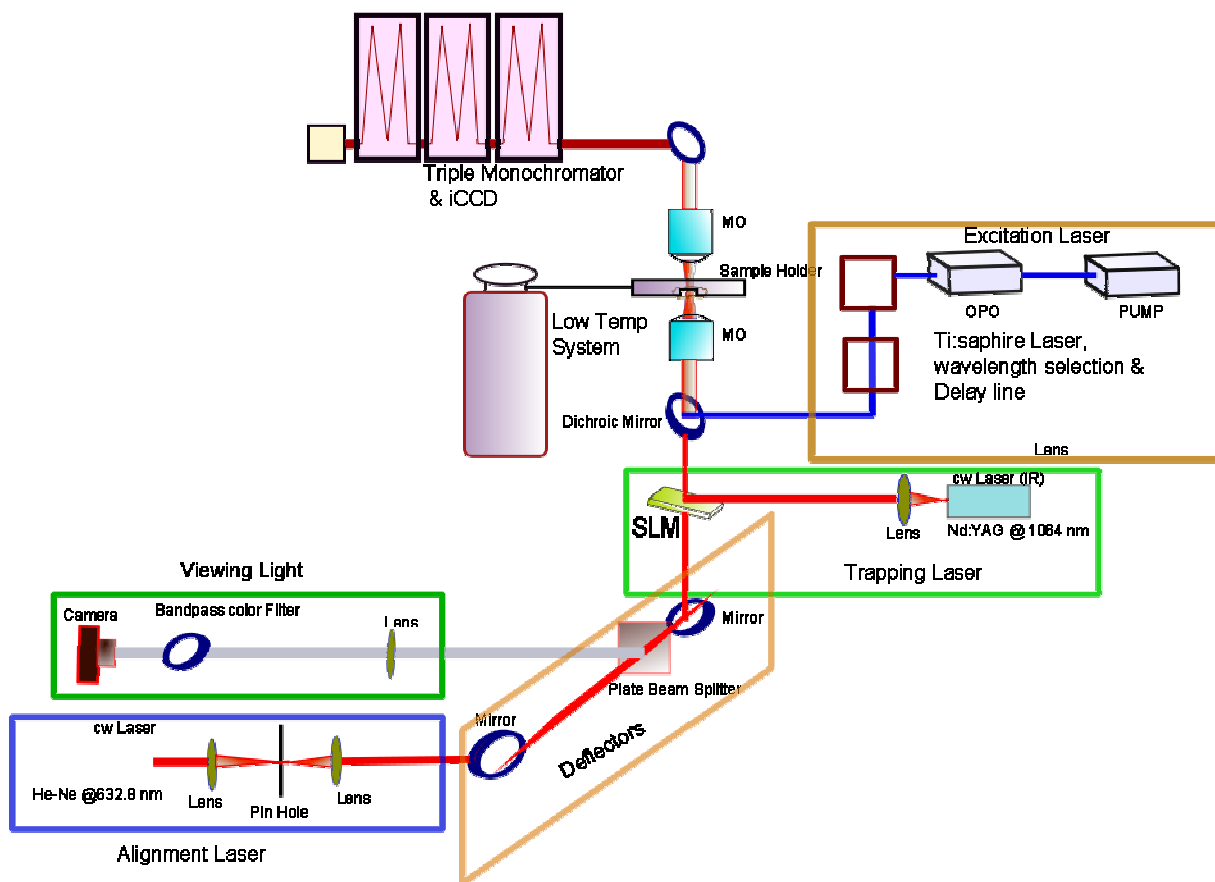 Triple Monochromator
& iCCD
MO
Sample Holder
Low Temp
System
MO
Dichroic Mirror
Excitation Laser
OPO
PUMP
Ti:saphire Laser,
wavelength selection &
Delay line
Lens
cw Laser (IR)
Lens
Nd:YAG @ 1064 nm
SLM
Trapping Laser
Viewing Light
Camera
Bandpass color Filter
Lens
Mirror
Plate Beam Splitter
Mirror
Deflectors
cw Laser
He-Ne @632.8 nm
Lens
Pin Hole
Lens
Alignment Laser